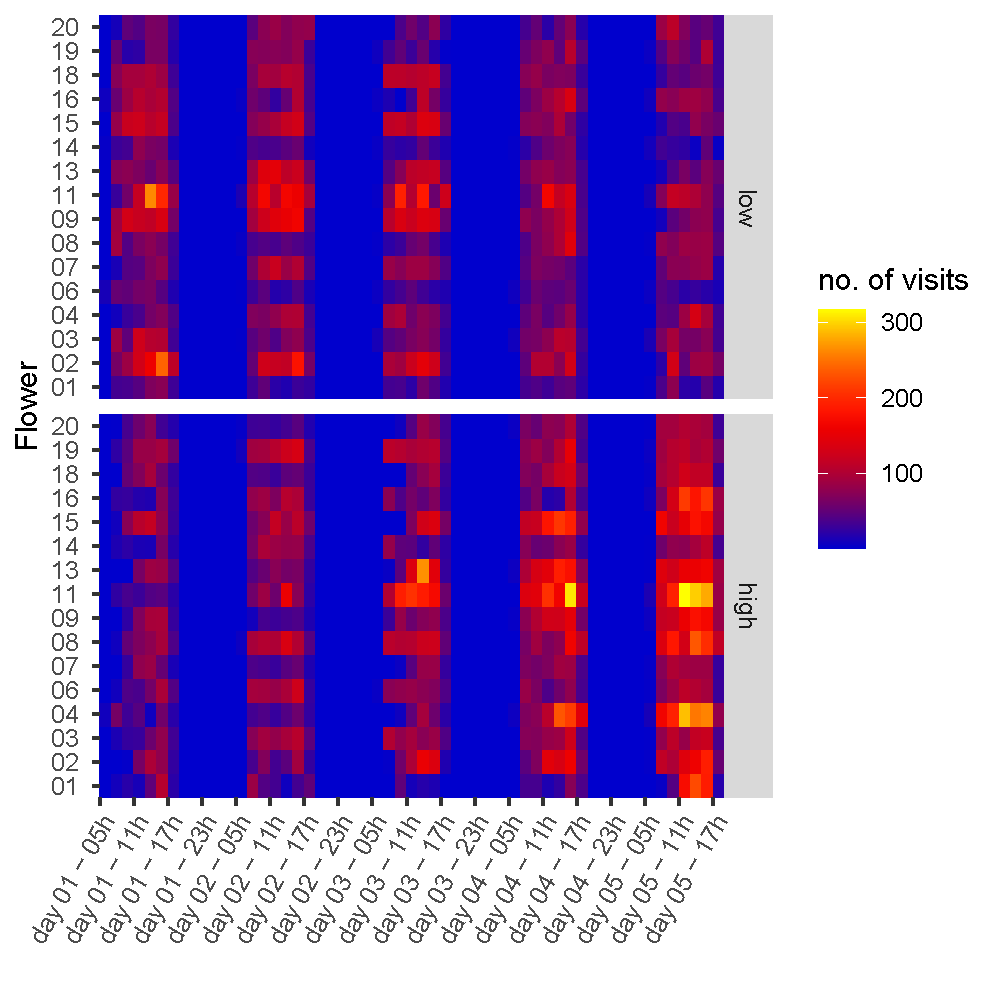 20
19
18
16
15
14
13
11
09
08
07
06
04
03
02
01
low
20
19
18
16
15
14
13
11
09
08
07
06
04
03
02
01
high
Flower
day 01 – 05h
day 01 – 11h
day 01 – 17h
day 01 – 23h
day 02 – 05h
day 02 – 11h
day 02 – 17h
day 02 – 23h
day 03 – 05h
day 03 – 11h
day 03 – 17h
day 03 – 23h
day 04 – 05h
day 04 – 11h
day 04 – 17h
day 04 – 23h
day 05 – 05h
day 05 – 11h
day 05 – 17h
no. of visits
300
200
100